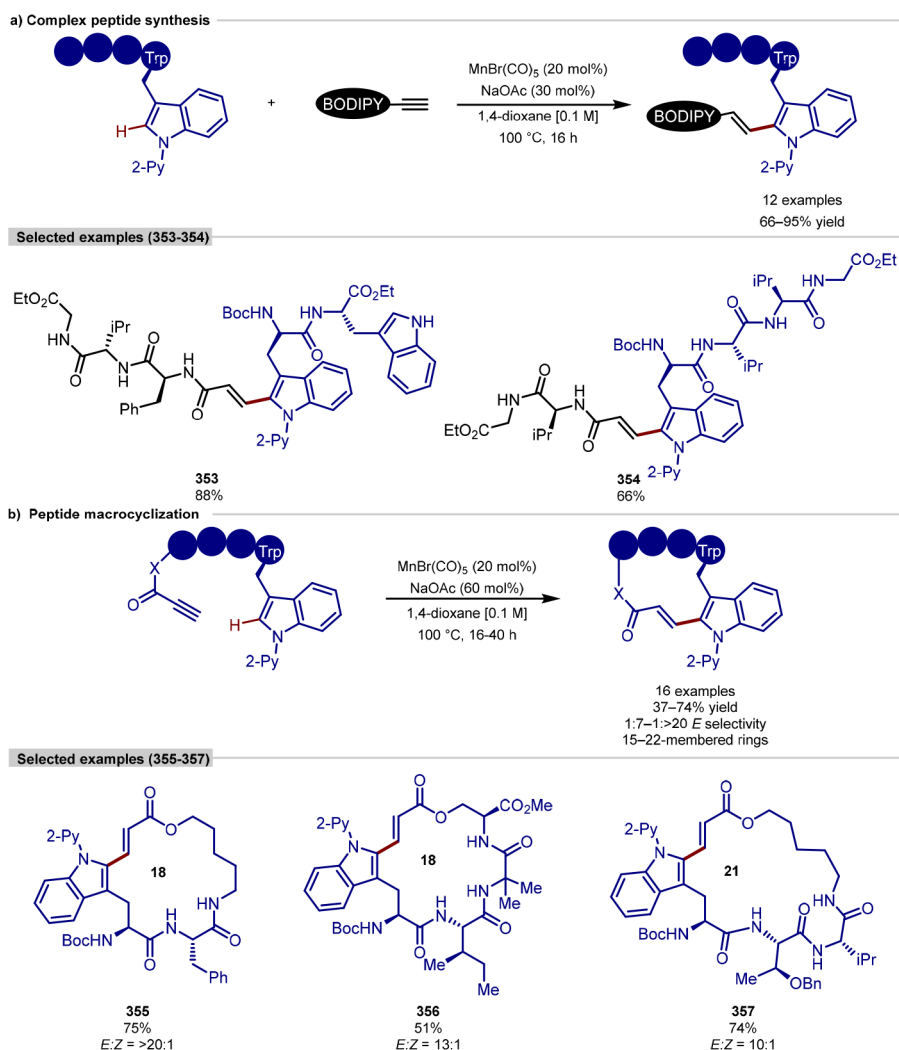 a) Complex peptide synthesis
Trp
H
N
2-Py
+
BODIPY
MnBr(CO)5 (20 mol%)
NaOAc (30 mol%)
1,4-dioxane [0.1 M]
100 °C, 16 h
Trp
BODIPY
N
2-Py
12 examples
66–95% yield
Selected examples (353-354)
EtO2C
HN
O
iPr
N
H
O
Ph
H
N
O
BocHN
O
H
N
CO2Et
NH
N
2-Py
353
88%
EtO2C
H
N
O
iPr
H
N
O
BocHN
O
H
N
iPr
O
N
H
iPr
O
H
N
CO2Et
N
2-Py
354
66%
b) Peptide macrocyclization
X
O
Trp
H
N
2-Py
MnBr(CO)5 (20 mol%)
NaOAc (60 mol%)
1,4-dioxane [0.1 M]
100 °C, 16-40 h
Trp
X
O
N
2-Py
16 examples
37–74% yield
1:7–1:>20 E selectivity
15–22-membered rings
Selected examples (355-357)
O
O
2-Py
N
18
HN
H
N
BocHN
O
O
Ph
355
75%
E:Z = >20:1
O
O
CO2Me
2-Py
N
18
NH
O
NH
Me
Me
H
N
BocHN
O
O
Me
Me
356
51%
E:Z = 13:1
O
O
2-Py
N
21
HN
O
H
N
BocHN
O
O
N
H
iPr
Me
OBn
357
74%
E:Z = 10:1